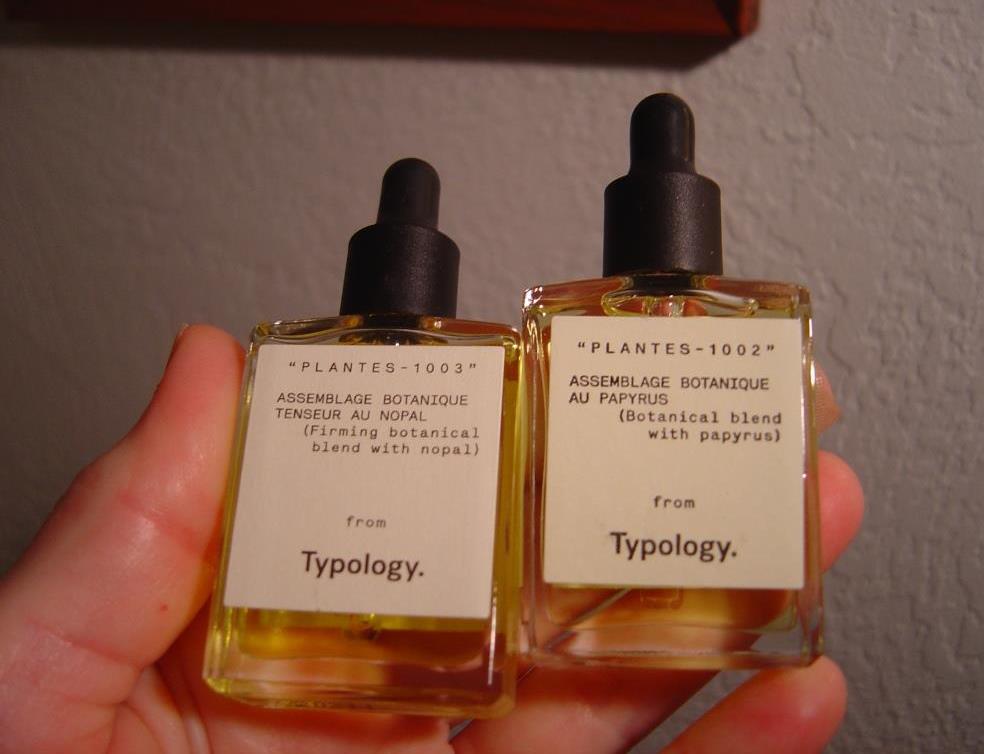 "PLANTES-1003"
ASSEMBLAGE BOTANIQUE
TENSEUR AU NOPAL
(Firming botanical
blend with nopal)
from
Typology.
"PLANTES-1002"
ASSEMBLAGE BOTANIQUE
AU PAPYRUS
(Botanical blend
with papyrus)
from
Typology.